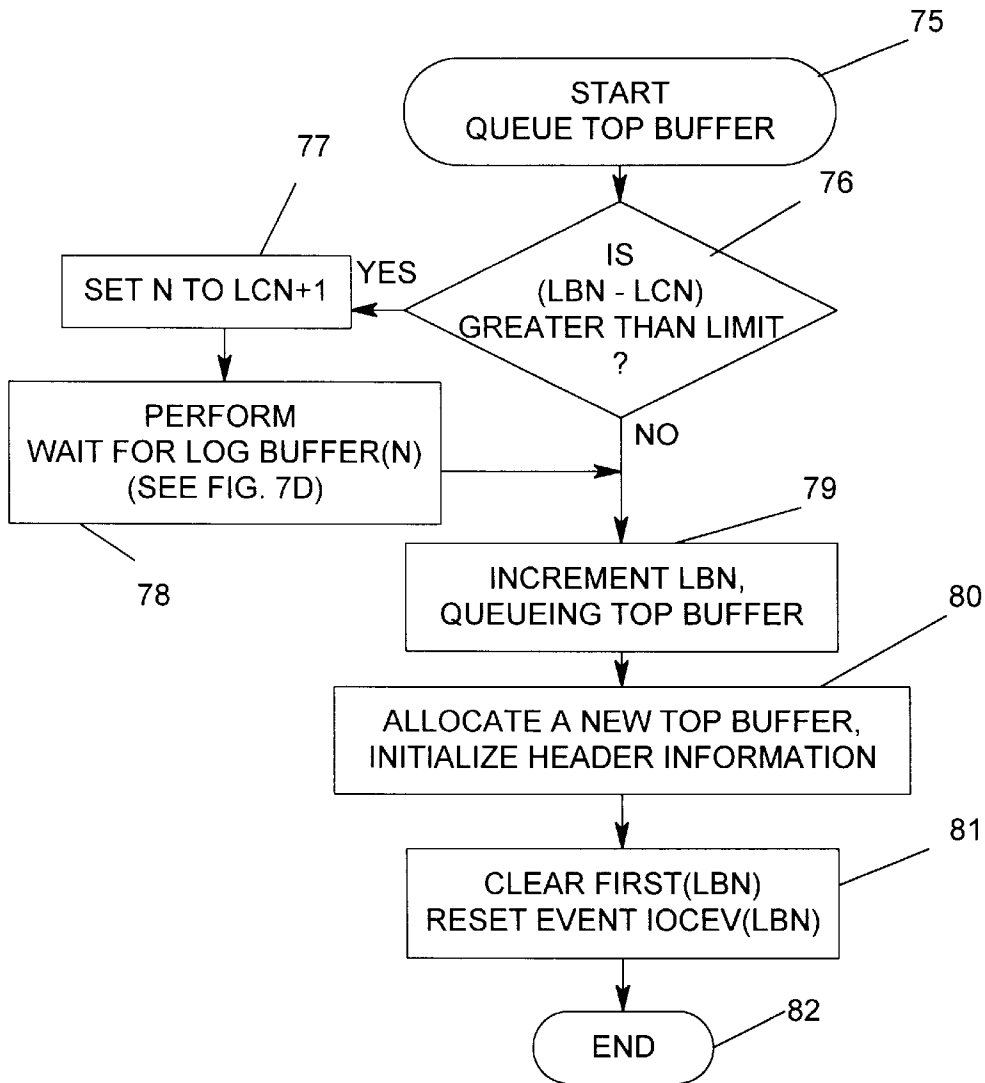 75
START
QUEUE TOP BUFFER
77
76
IS
(LBN - LCN)
GREATER THAN LIMIT
?
YES
SET N TO LCN+1
PERFORM
WAIT FOR LOG BUFFER(N)
(SEE FIG. 7D)
NO
78
79
INCREMENT LBN,
QUEUEING TOP BUFFER
80
ALLOCATE A NEW TOP BUFFER,
INITIALIZE HEADER INFORMATION
81
CLEAR FIRST(LBN)
RESET EVENT IOCEV(LBN)
82
END